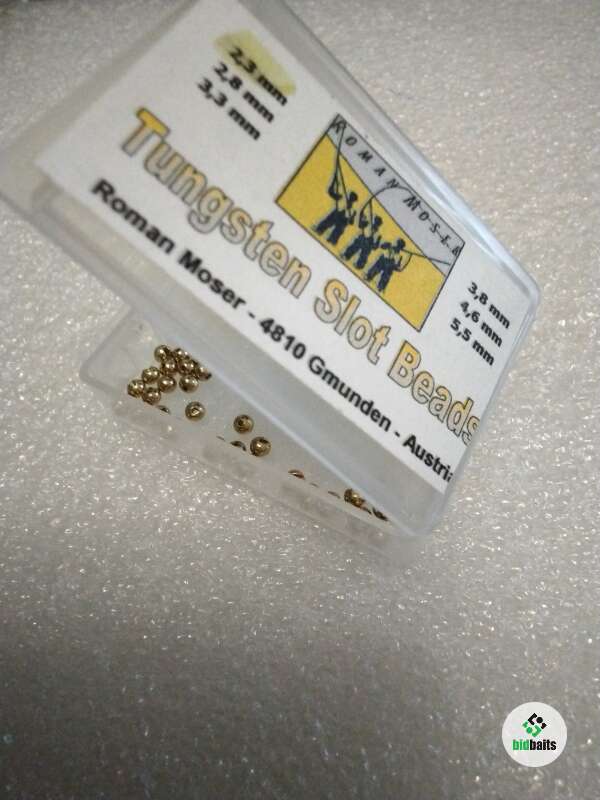 2,3 mm
2,8 mm
3,3 mm
ROMAN MOSER
Tungsten Slot Beads
3,8 mm
4,6 mm
5,5 mm
Roman Moser - 4810 Gmunden - Austria
bidbaits